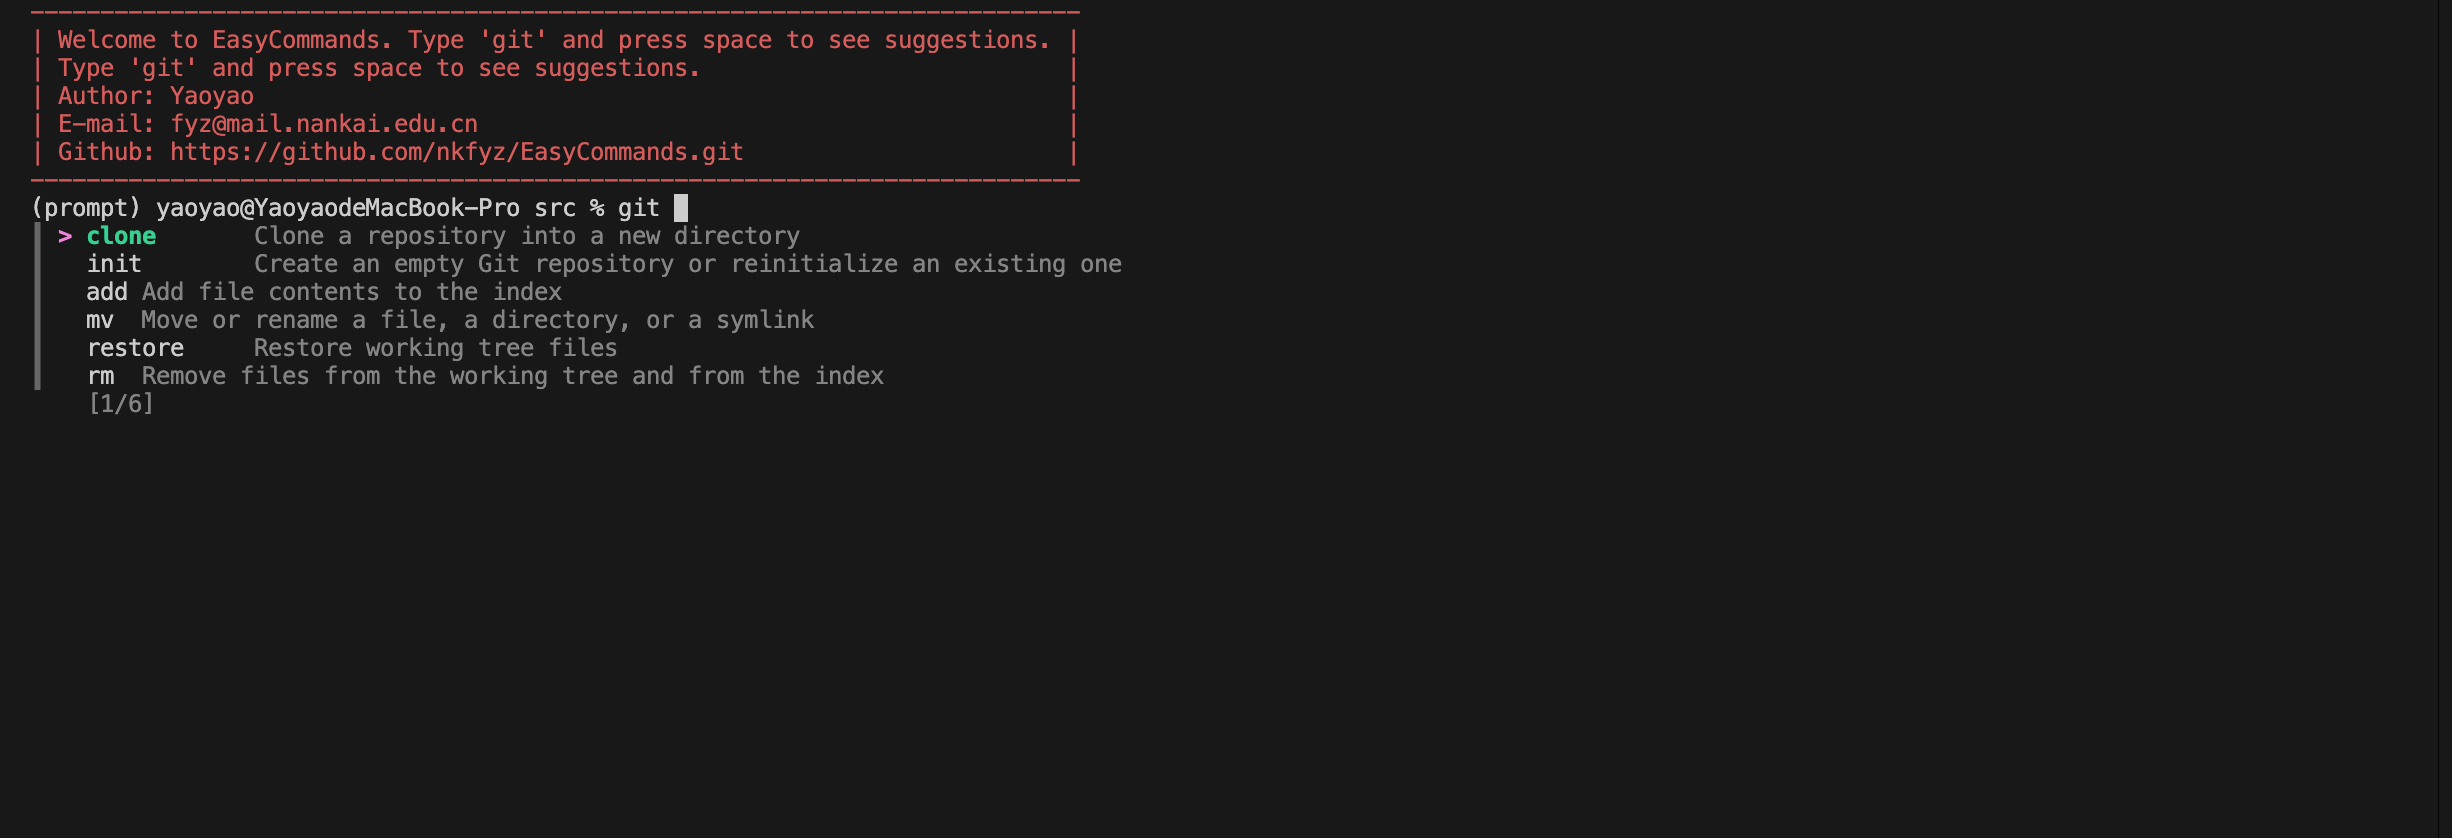 --------------------------------------------------------------------------- 
| Welcome to EasyCommands. Type 'git' and press space to see suggestions. |
| Type 'git' and press space to see suggestions. |
| Author: Yaoyao |
| E-mail: fyz@mail.nankai.edu.cn |
| Github: https://github.com/nkfyz/EasyCommands.git |
---------------------------------------------------------------------------
(prompt) yaoyao@YaoyaodeMacBook-Pro src % git
> clone Clone a repository into a new directory
init Create an empty Git repository or reinitialize an existing one
add Add file contents to the index
mv Move or rename a file, a directory, or a symlink
restore Restore working tree files
rm Remove files from the working tree and from the index
[1/6]